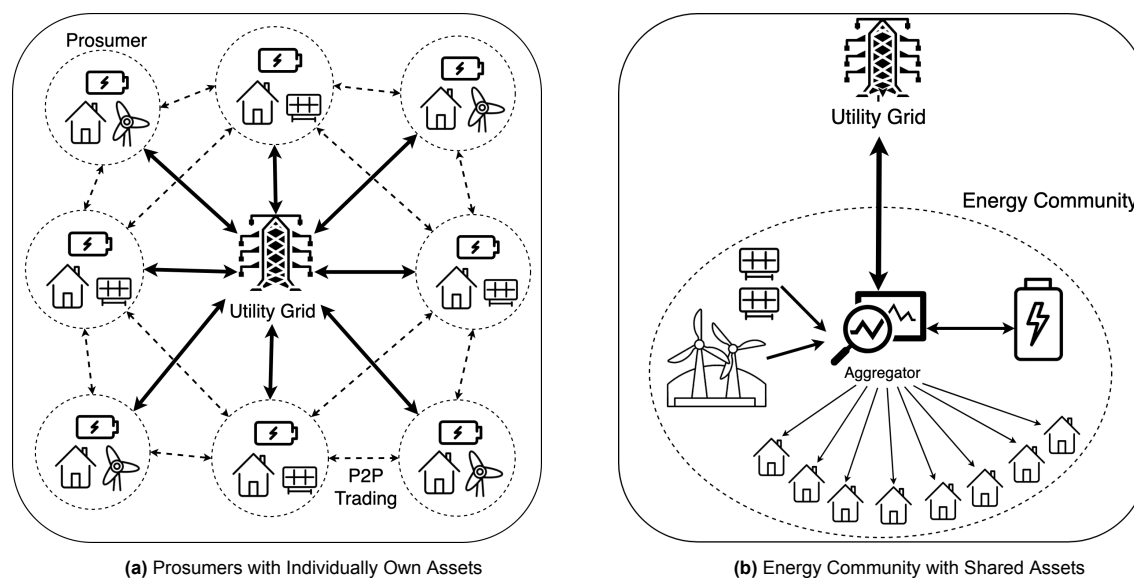 Prosumer
Utility Grid
P2P
Trading
(a) Prosumers with Individually Own Assets
Utility Grid
Energy Community
Aggregator
(b) Energy Community with Shared Assets